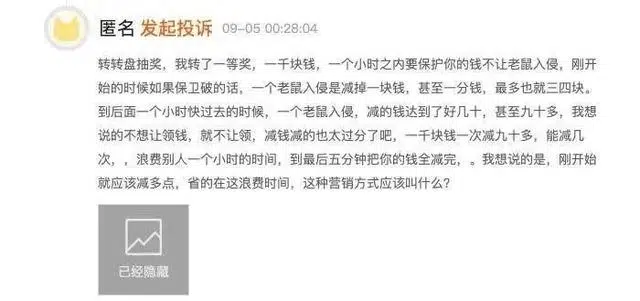 匿名 发起投诉 09-05 00:28:04
转转盘抽奖，我转了一等奖，一千块钱，一个小时之内要保护你的钱不让老鼠入侵，刚开
始的时候如果保卫破的话，一个老鼠入侵是减掉一块钱，甚至一分钱，最多也就三四块。
到后面一个小时快过去的时候，一个老鼠入侵，减的钱达到了好几十，甚至九十多，我想
说的不想让领钱，就不让领，减钱减的也太过分了吧，一千块钱一次减九十多，能减几
次，，浪费别人一个小时的时间，到最后五分钟把你的钱全减完，。我想说的是，刚开始
就应该减多点，省的在这浪费时间，这种营销方式应该叫什么？
已经隐藏